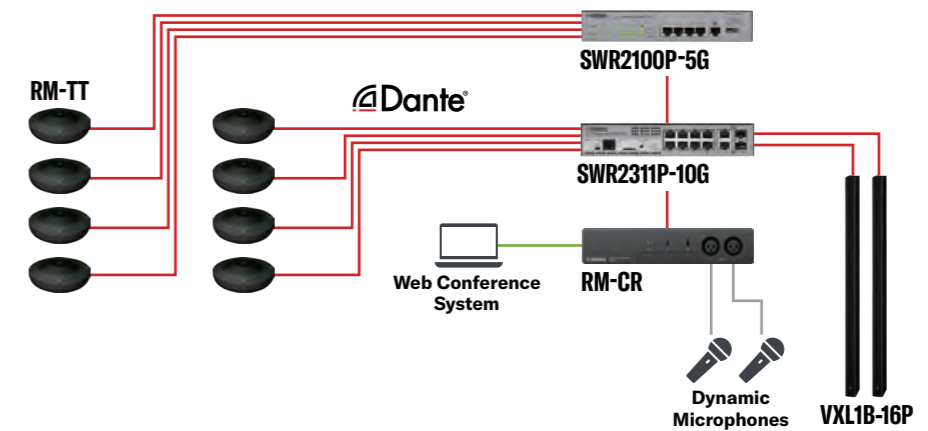 SWR2100P-5G
RM-TT
Dante®
SWR2311P-10G
Web Conference
System
RM-CR
Dynamic
Microphones
VXL1B-16P